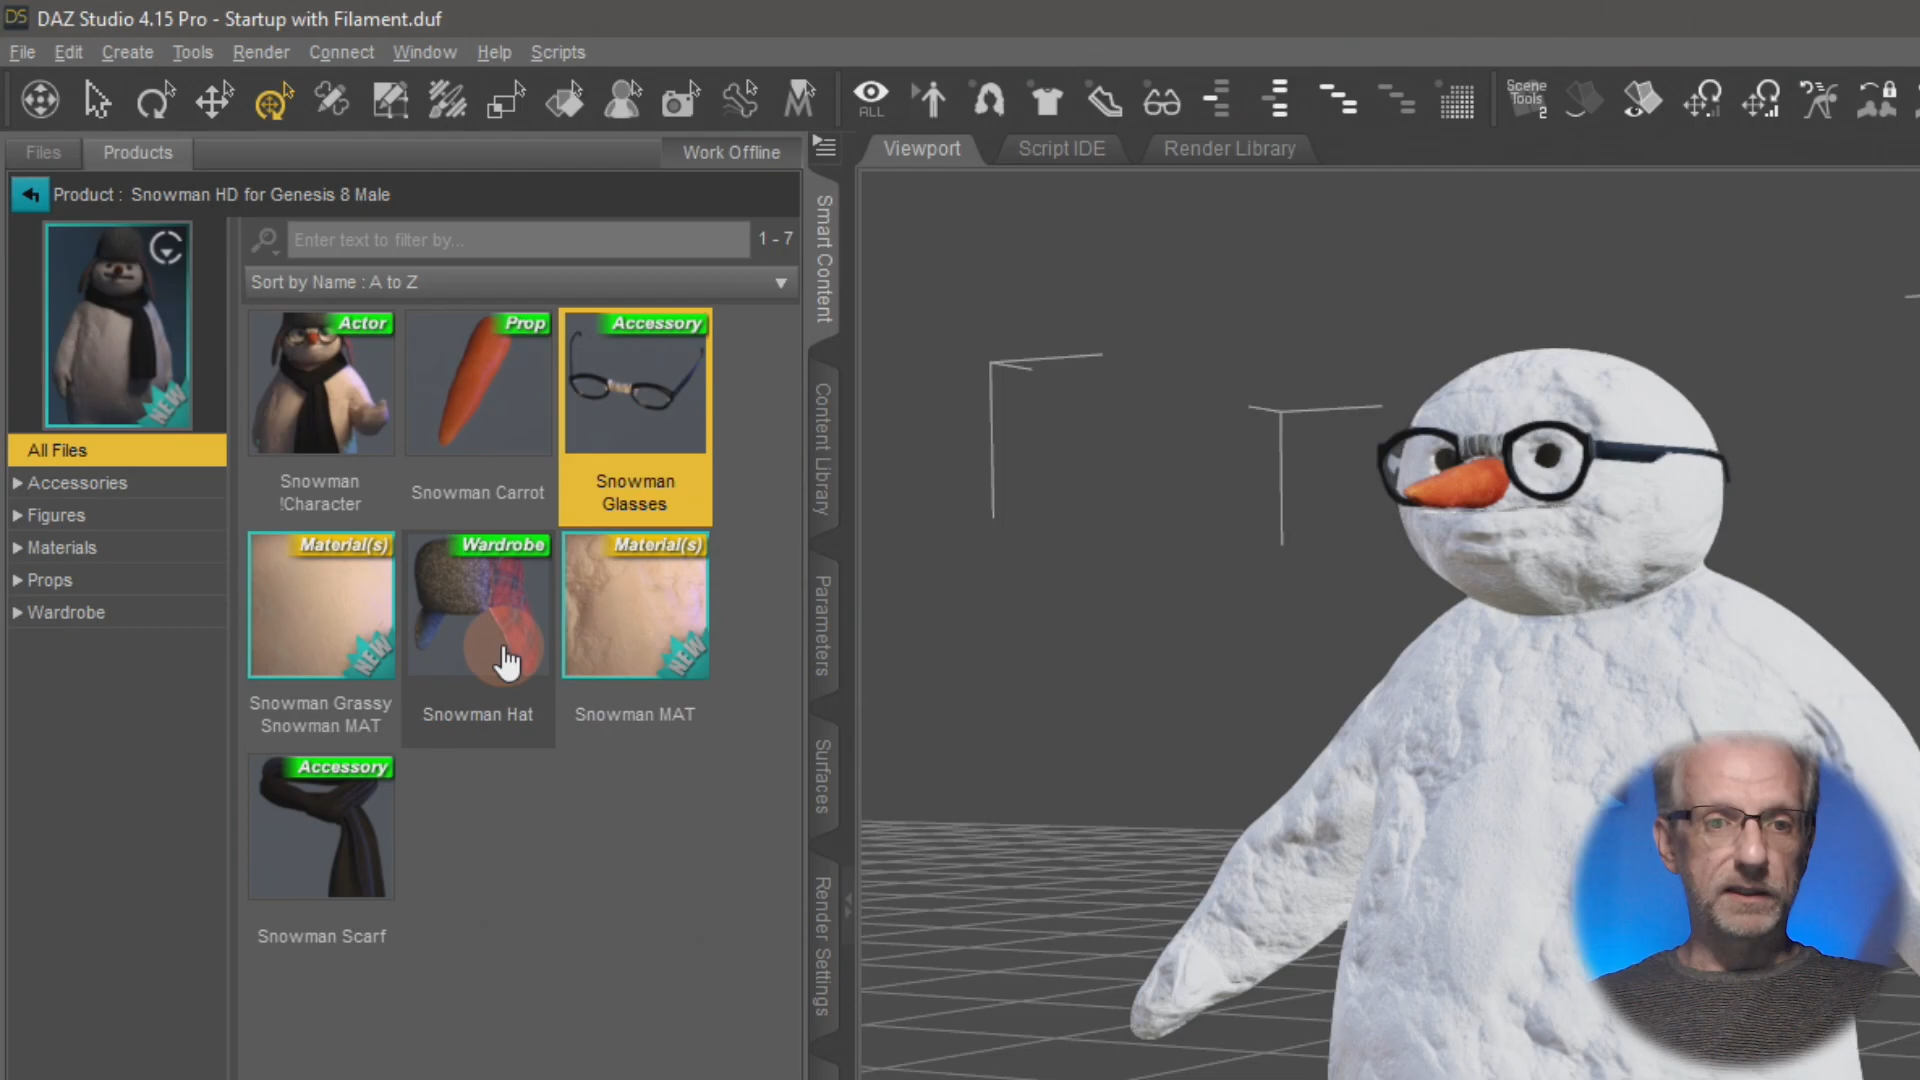 DS DAZ Studio 4.15 Pro - Startup with Filament.duf
File Edit Create Tools Render Connect Window Help Scripts
ALL
Scene
Tools
2
Files Products Work Offline
Viewport Script IDE Render Library
Product : Snowman HD for Genesis 8 Male
Enter text to filter by...
1 - 7
Sort by Name : A to Z
NEW
All Files
Accessories
Figures
Materials
Props
Wardrobe
Actor
Snowman
!Character
Prop
Snowman Carrot
Accessory
Snowman
Glasses
Material(s)
NEW
Snowman Grassy
Snowman MAT
Wardrobe
Snowman Hat
Material(s)
NEW
Snowman MAT
Accessory
Snowman Scarf
Smart Content
Content Library
Parameters
Surfaces
Render Settings